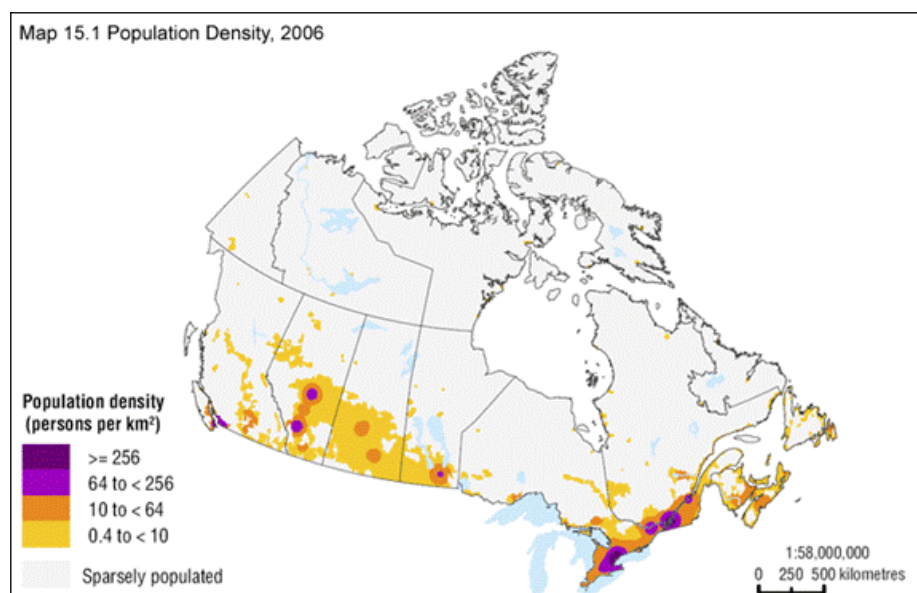 Map 15.1 Population Density, 2006
Population density
(persons per km²)
>= 256
64 to < 256
10 to < 64
0.4 to < 10
Sparsely populated
1:58,000,000
0 250 500 kilometres